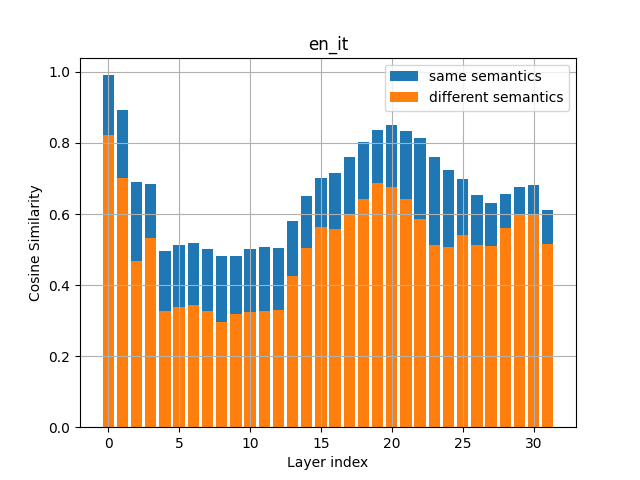 en_it
same semantics
different semantics
Cosine Similarity
1.0
0.8
0.6
0.4
0.2
0.0
0 5 10 15 20 25 30
Layer index